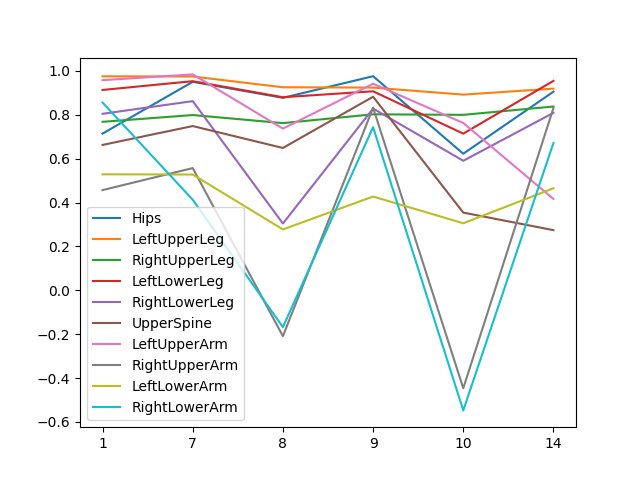 1.0
0.8
0.6
0.4
0.2
0.0
−0.2
−0.4
−0.6
Hips
LeftUpperLeg
RightUpperLeg
LeftLowerLeg
RightLowerLeg
UpperSpine
LeftUpperArm
RightUpperArm
LeftLowerArm
RightLowerArm
1 7 8 9 10 14